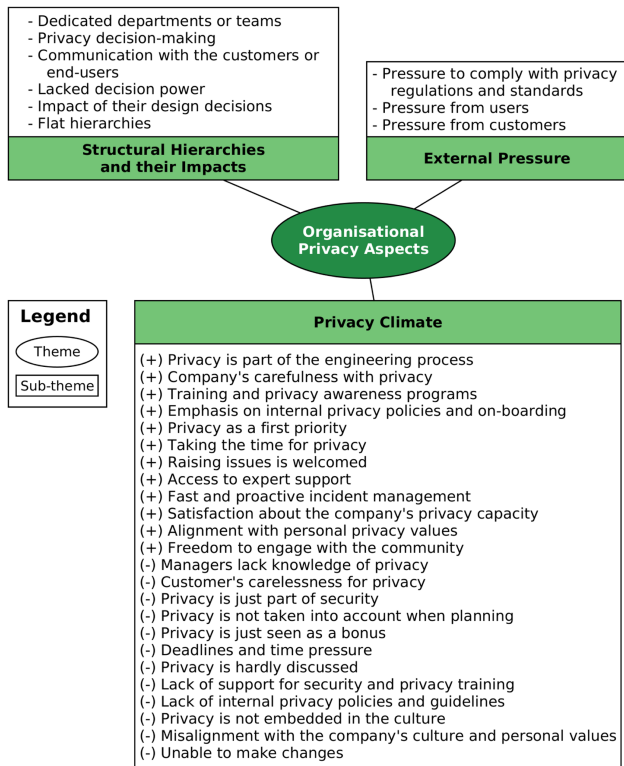 - Dedicated departments or teams
- Privacy decision-making
- Communication with the customers or
end-users
- Lacked decision power
- Impact of their design decisions
- Flat hierarchies
Structural Hierarchies
and their Impacts
- Pressure to comply with privacy
regulations and standards
- Pressure from users
- Pressure from customers
External Pressure
Organisational
Privacy Aspects
Legend
Theme
Sub-theme
Privacy Climate
(+) Privacy is part of the engineering process
(+) Company's carefulness with privacy
(+) Training and privacy awareness programs
(+) Emphasis on internal privacy policies and on-boarding
(+) Privacy as a first priority
(+) Taking the time for privacy
(+) Raising issues is welcomed
(+) Access to expert support
(+) Fast and proactive incident management
(+) Satisfaction about the company's privacy capacity
(+) Alignment with personal privacy values
(+) Freedom to engage with the community
(-) Managers lack knowledge of privacy
(-) Customer's carelessness for privacy
(-) Privacy is just part of security
(-) Privacy is not taken into account when planning
(-) Privacy is just seen as a bonus
(-) Deadlines and time pressure
(-) Privacy is hardly discussed
(-) Lack of support for security and privacy training
(-) Lack of internal privacy policies and guidelines
(-) Privacy is not embedded in the culture
(-) Misalignment with the company's culture and personal values
(-) Unable to make changes